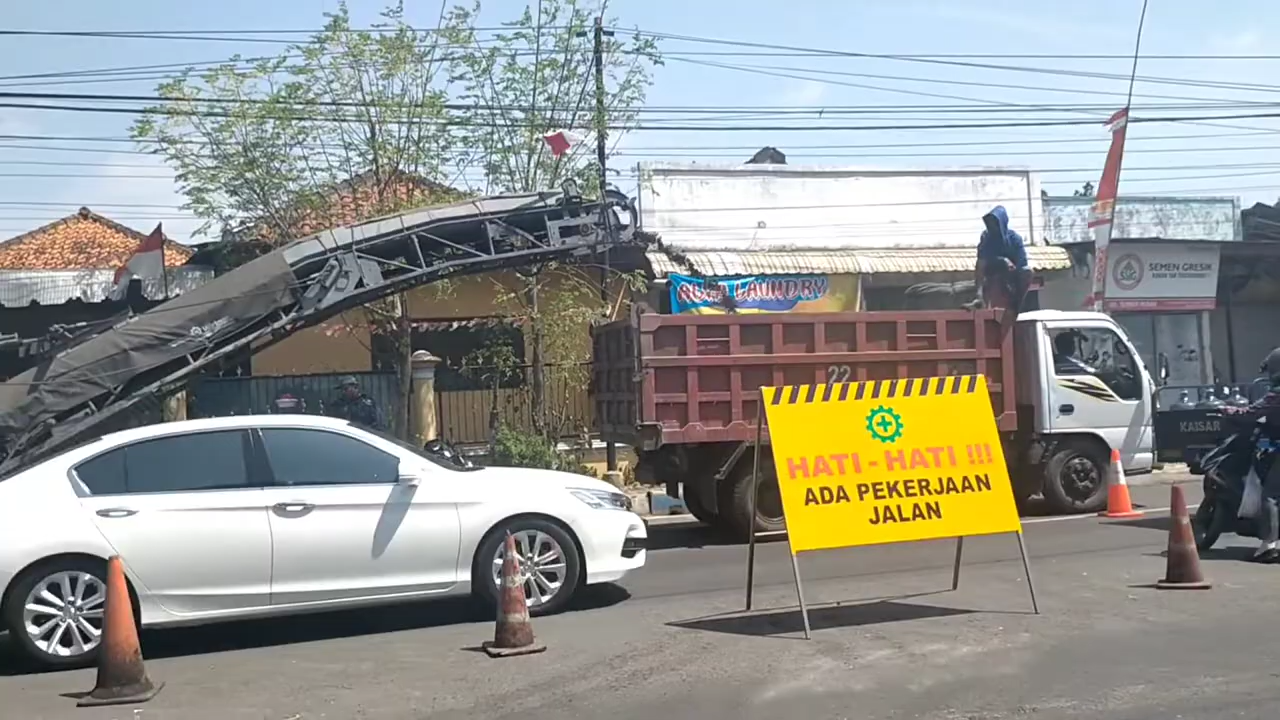 LAUNDRY
SEMEN GRESIK
22
KAISAR
HATI - HATI !!!
ADA PEKERJAAN
JALAN